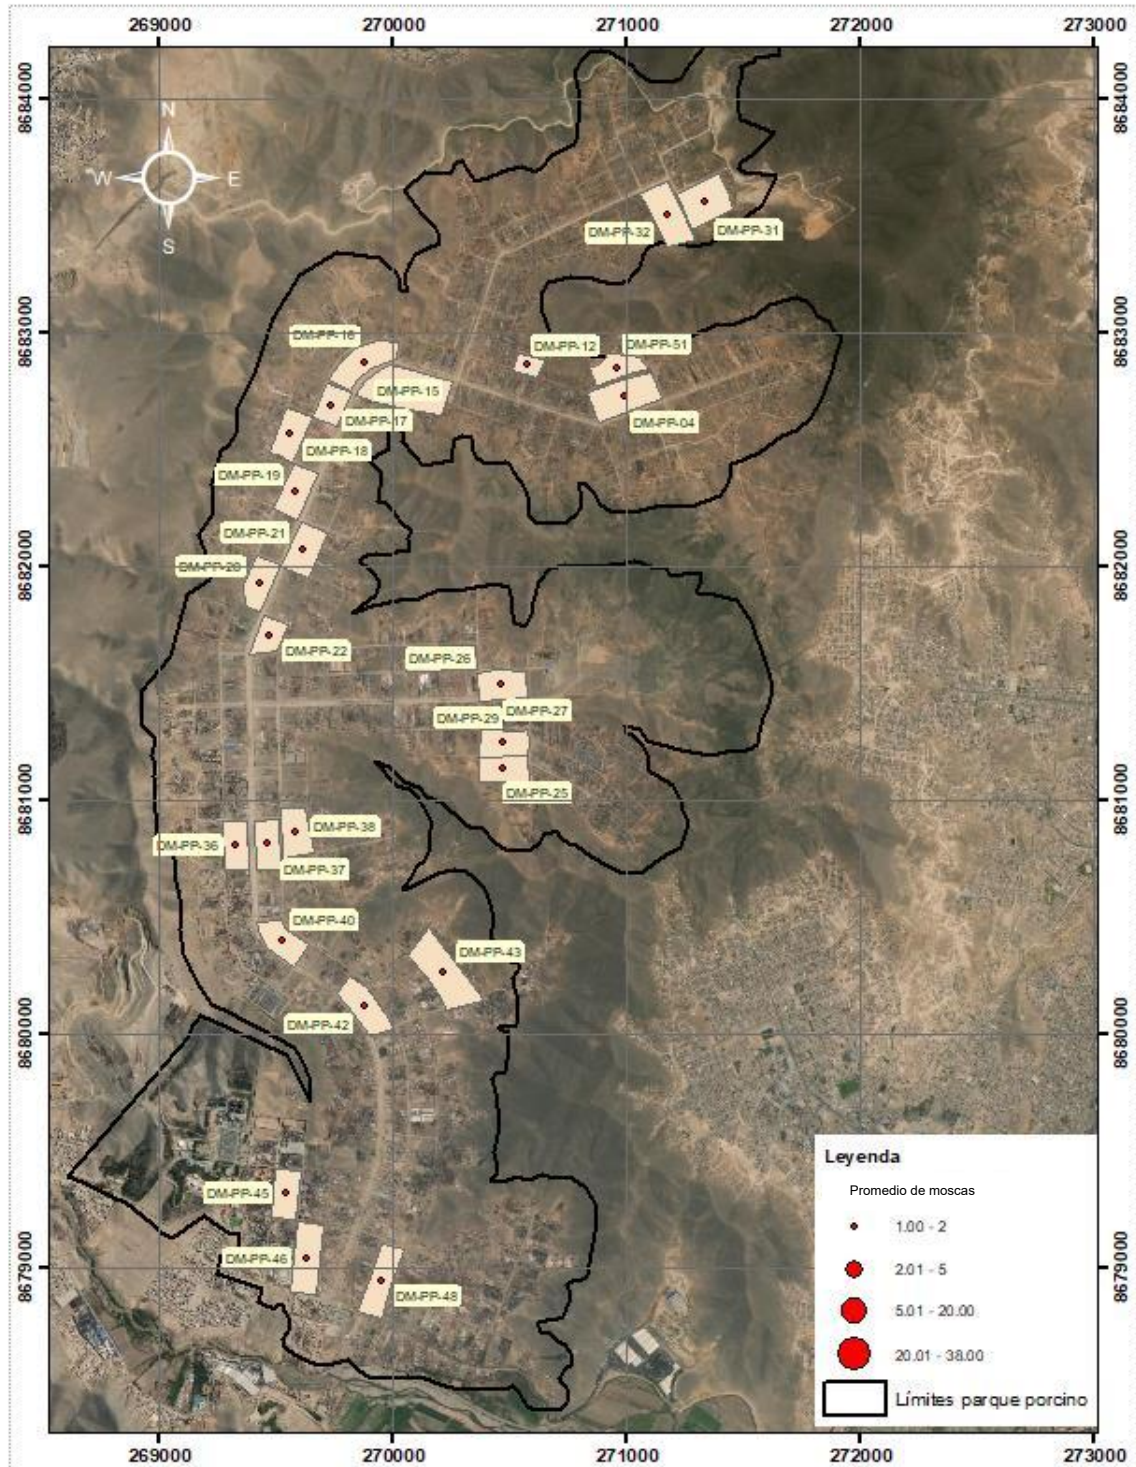 269000 270000 271000 272000 273000
8684000 8684000
N
W E
S
DM-PP-32 DM-PP-31
8683000 8683000
DM-PP-16 DM-PP-12 DM-PP-51
DM-PP-15
DM-PP-17 DM-PP-04
DM-PP-18
DM-PP-19
DM-PP-21
8682000 8682000
DM-PP-20
DM-PP-22
DM-PP-26
DM-PP-29 DM-PP-27
8681000 8681000
DM-PP-25
DM-PP-38
DM-PP-36
DM-PP-37
DM-PP-40
DM-PP-43
DM-PP-42
8680000 8680000
DM-PP-45
DM-PP-46
8679000 8679000
DM-PP-48
Leyenda
Promedio de moscas
1.00 - 2
2.01 - 5
5.01 - 20.00
20.01 - 38.00
Límites parque porcino
269000 270000 271000 272000 273000